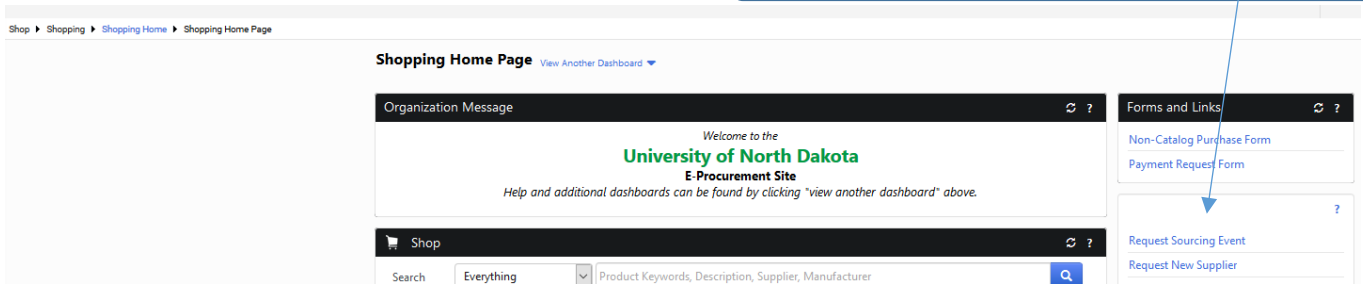 Shop ▶ Shopping ▶ Shopping Home ▶ Shopping Home Page
Shopping Home Page View Another Dashboard
Organization Message ?
Welcome to the
University of North Dakota
E-Procurement Site
Help and additional dashboards can be found by clicking "view another dashboard" above.
Shop ?
Search Everything Product Keywords, Description, Supplier, Manufacturer
Forms and Links ?
Non-Catalog Purchase Form
Payment Request Form
?
Request Sourcing Event
Request New Supplier